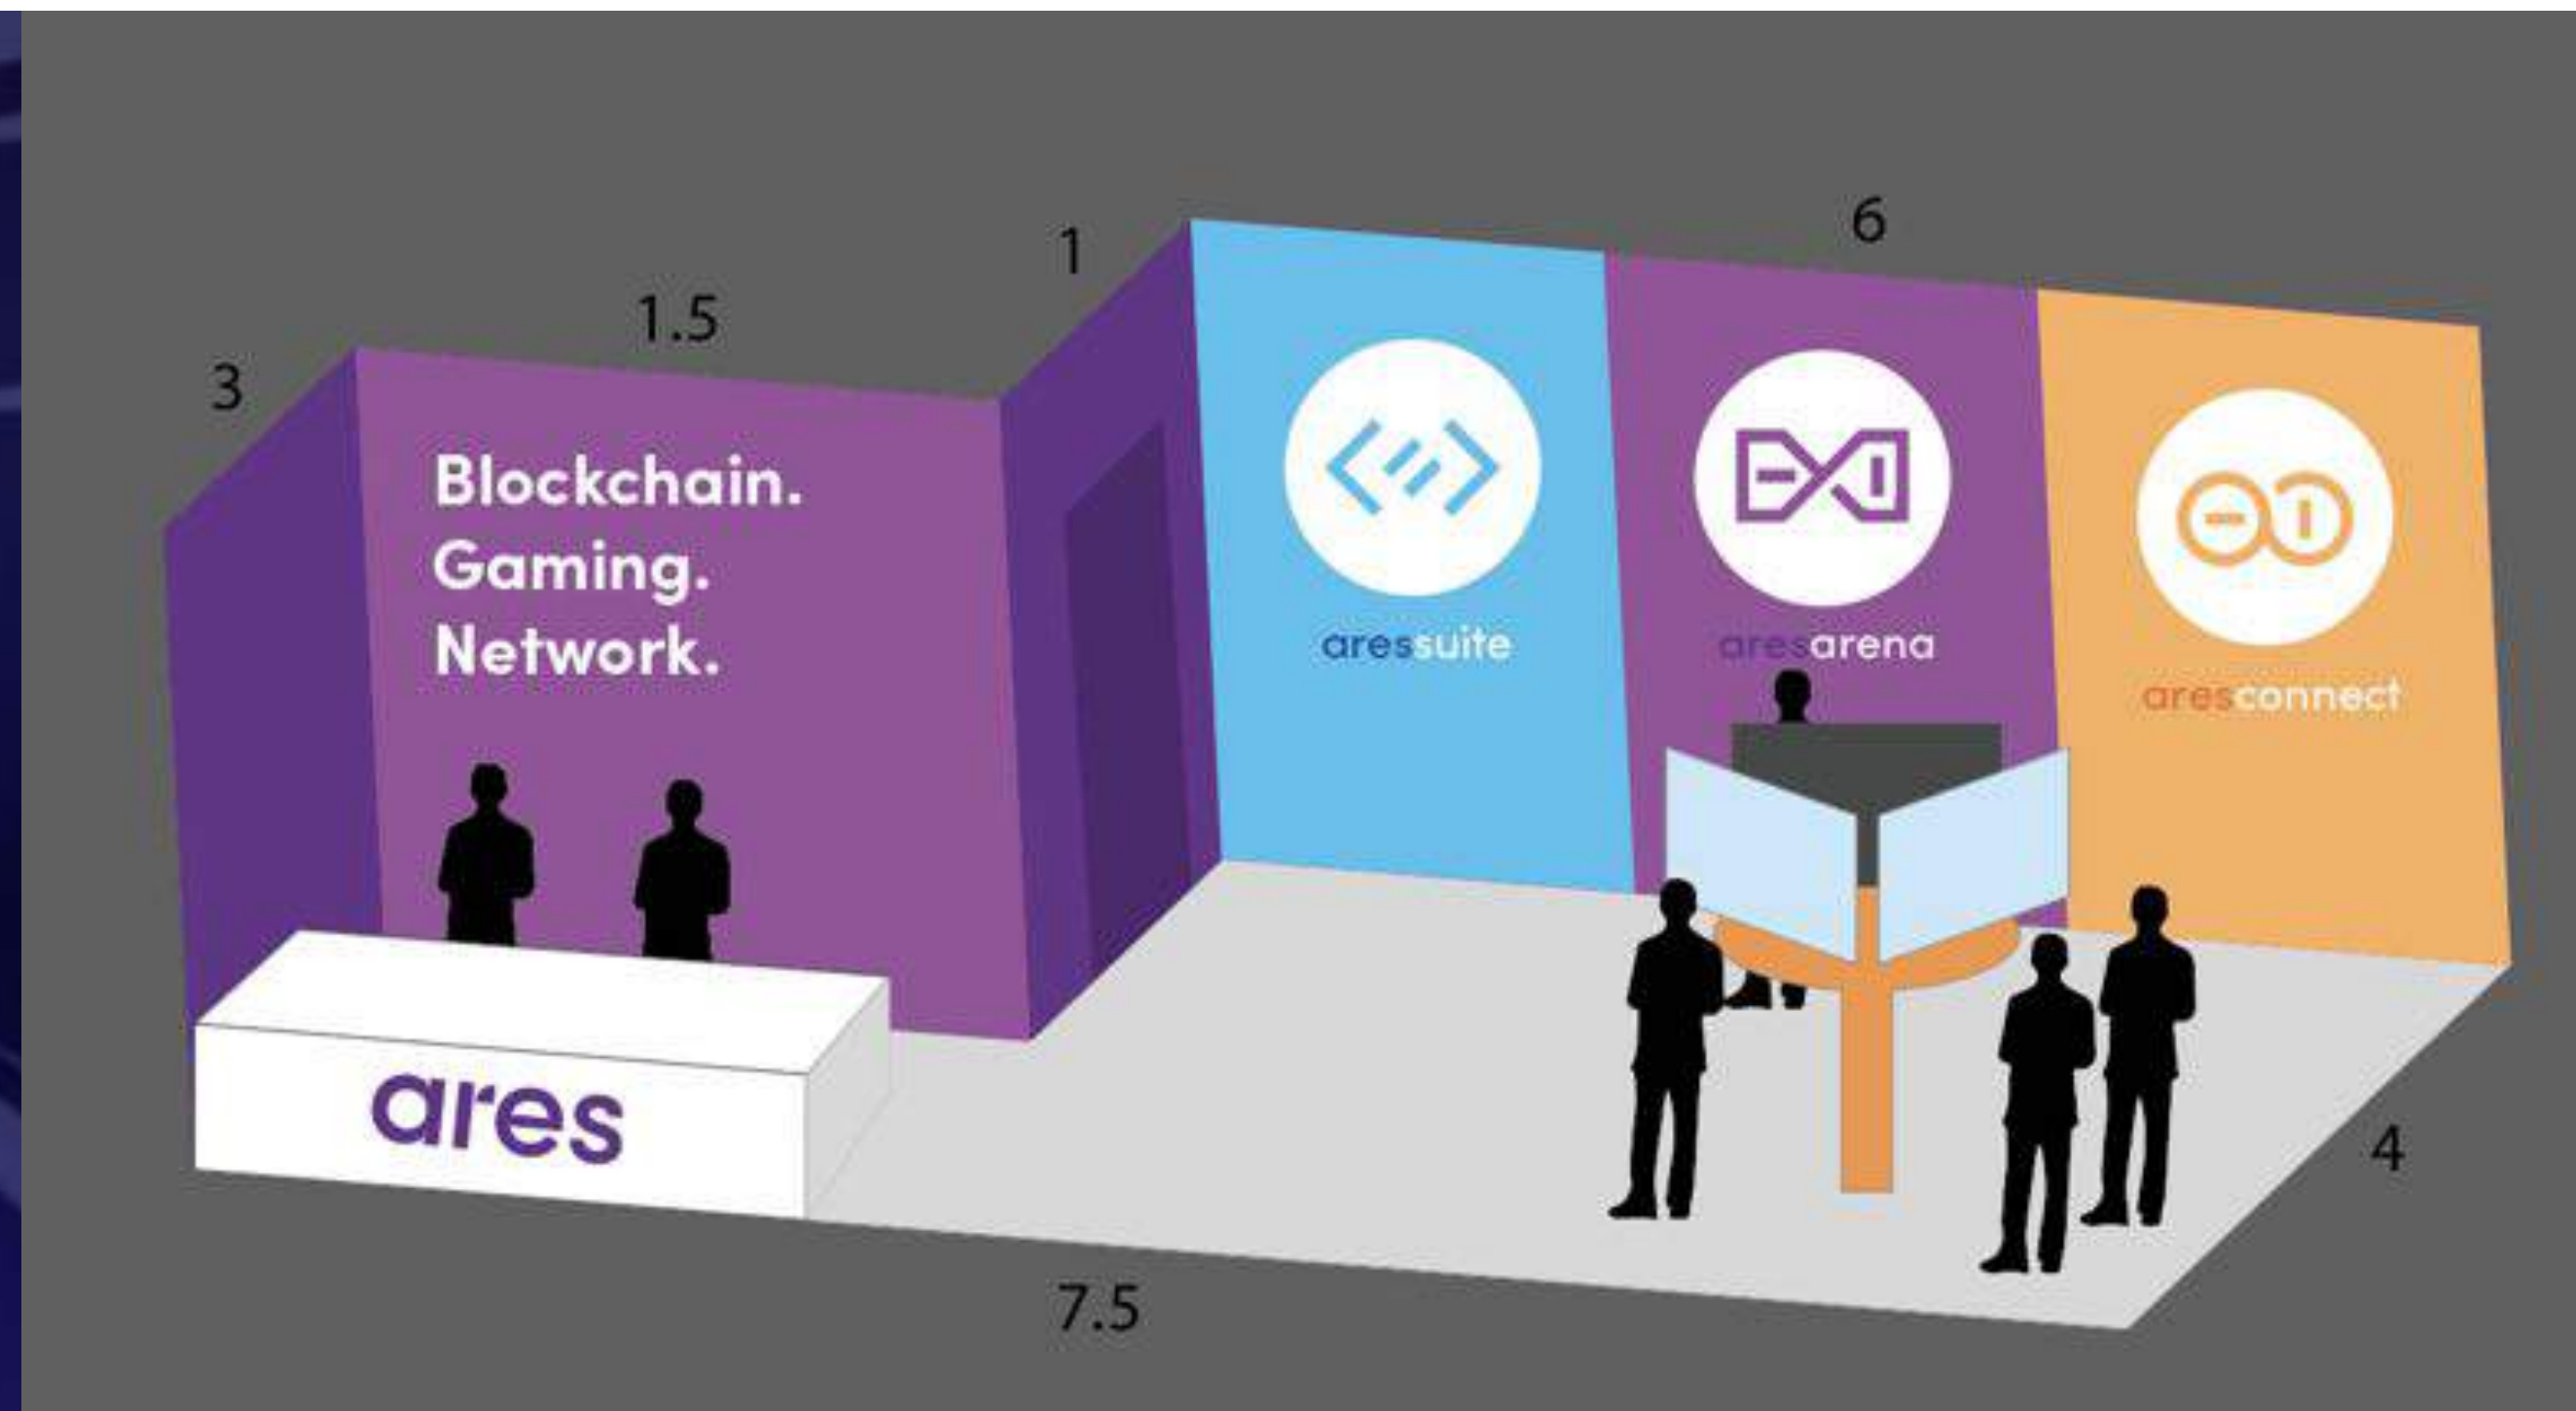 6
1
1.5
3
Blockchain.
Gaming.
Network.
aressuite
aresarena
aresconnect
ares
4
7.5